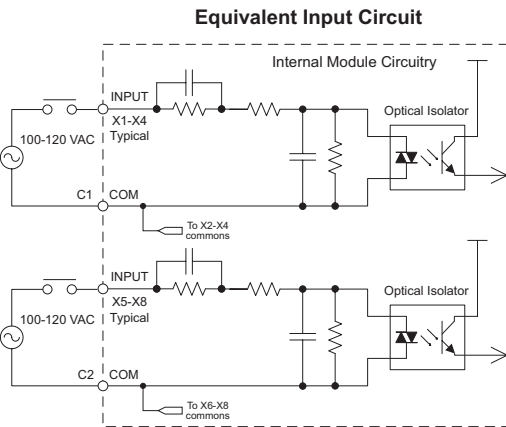 Equivalent Input Circuit
Internal Module Circuitry
INPUT
X1-X4
Typical
Optical Isolator
100-120 VAC
C1
COM
To X2-X4
commons
INPUT
X5-X8
Typical
Optical Isolator
100-120 VAC
C2
COM
To X6-X8
commons